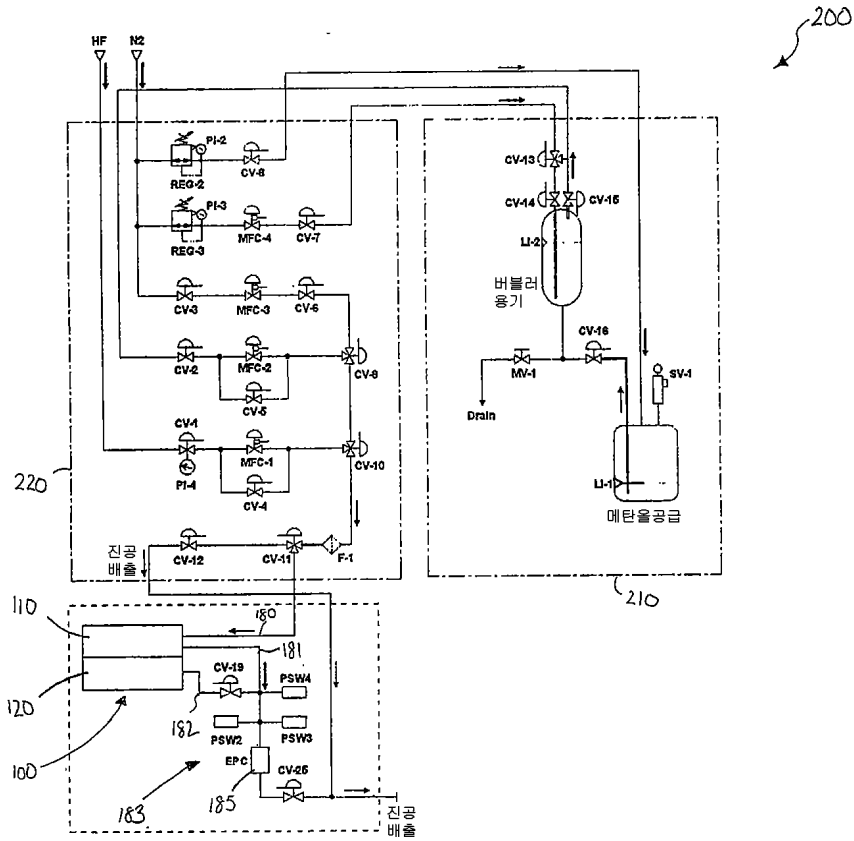 200
HF
N2
PI-2
REG-2
CV-8
PI-3
REG-3
MFC-4
CV-7
CV-3
MFC-3
CV-6
CV-2
MFC-2
CV-5
CV-8
CV-1
PI-4
MFC-1
CV-4
CV-10
220
진공
배출
CV-12
CV-11
F-1
CV-13
CV-14
CV-15
LI-2
버블러
용기
CV-16
MV-1
Drain
SV-1
LI-1
메탄올공급
210
110
120
100
180
181
CV-19
PSW4
182
PSW2
PSW3
EPC
183
185
CV-25
진공
배출